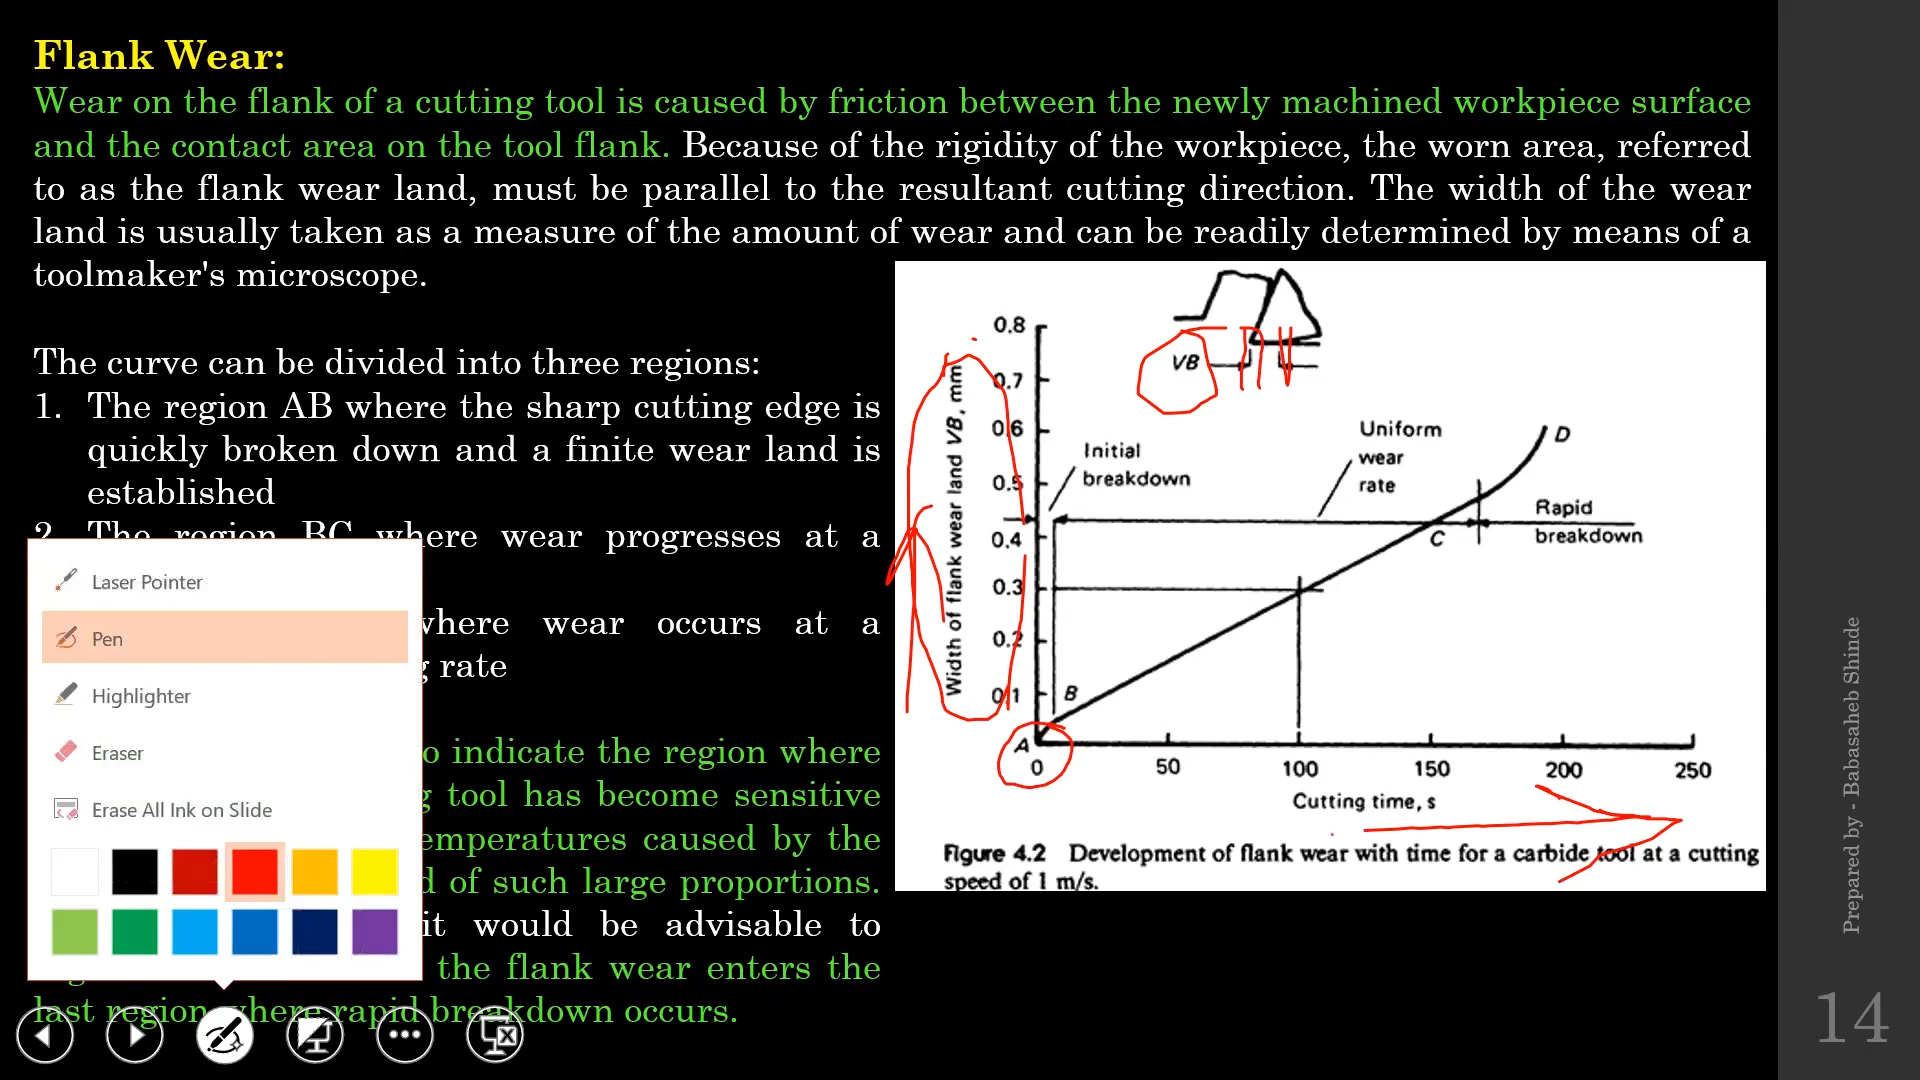 Flank Wear:
Wear on the flank of a cutting tool is caused by friction between the newly machined workpiece surface
and the contact area on the tool flank. Because of the rigidity of the workpiece, the worn area, referred
to as the flank wear land, must be parallel to the resultant cutting direction. The width of the wear
land is usually taken as a measure of the amount of wear and can be readily determined by means of a
toolmaker's microscope.
The curve can be divided into three regions:
1. The region AB where the sharp cutting edge is
quickly broken down and a finite wear land is
established
2. The region BC where wear progresses at a
where wear occurs at a
rate
to indicate the region where
tool has become sensitive
temperatures caused by the
of such large proportions.
it would be advisable to
the flank wear enters the
last region where rapid breakdown occurs.
Laser Pointer
Pen
Highlighter
Eraser
Erase All Ink on Slide
VB
Width of flank wear land VB, mm
0.8
0.7
0.6
0.5
0.4
0.3
0.2
0.1
Initial
breakdown
Uniform
wear
rate
Rapid
breakdown
A
B
C
D
0 50 100 150 200 250
Cutting time, s
Figure 4.2 Development of flank wear with time for a carbide tool at a cutting
speed of 1 m/s.
Prepared by - Babasaheb Shinde
14